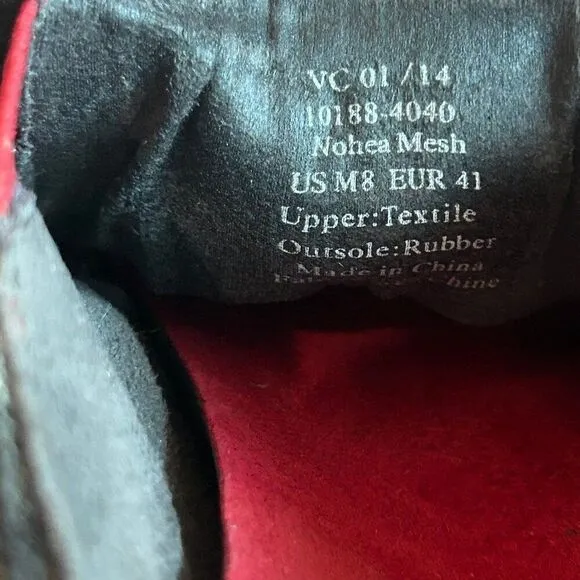 VC 01 /14
10188-4040
Nohea Mesh
US M8 EUR 41
Upper:Textile
Outsole:Rubber
Made in China